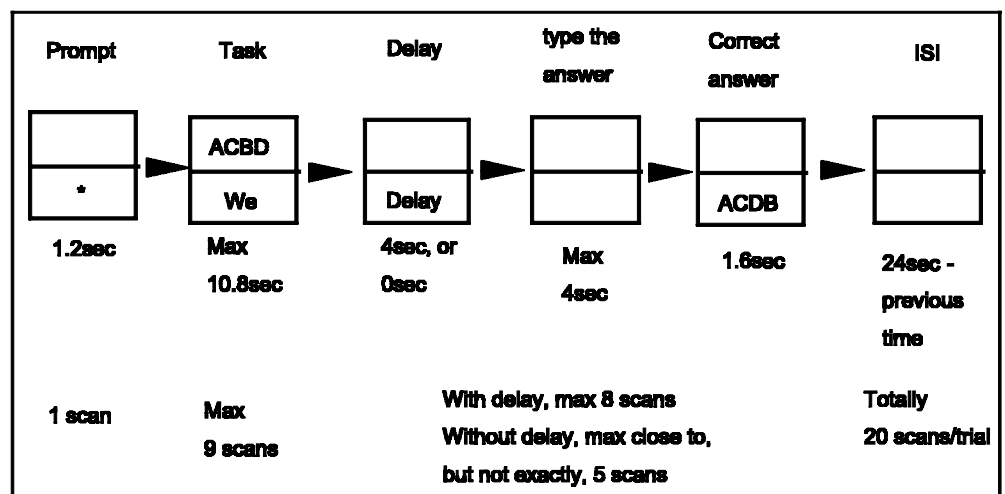 Prompt
Task
Delay
type the
answer
Correct
answer
ISI
*
ACBD
We
Delay
ACDB
1.2sec
Max
10.8sec
4sec, or
0sec
Max
4sec
1.6sec
24sec -
previous
time
1 scan
Max
9 scans
With delay, max 8 scans
Without delay, max close to,
but not exactly, 5 scans
Totally
20 scans/trial